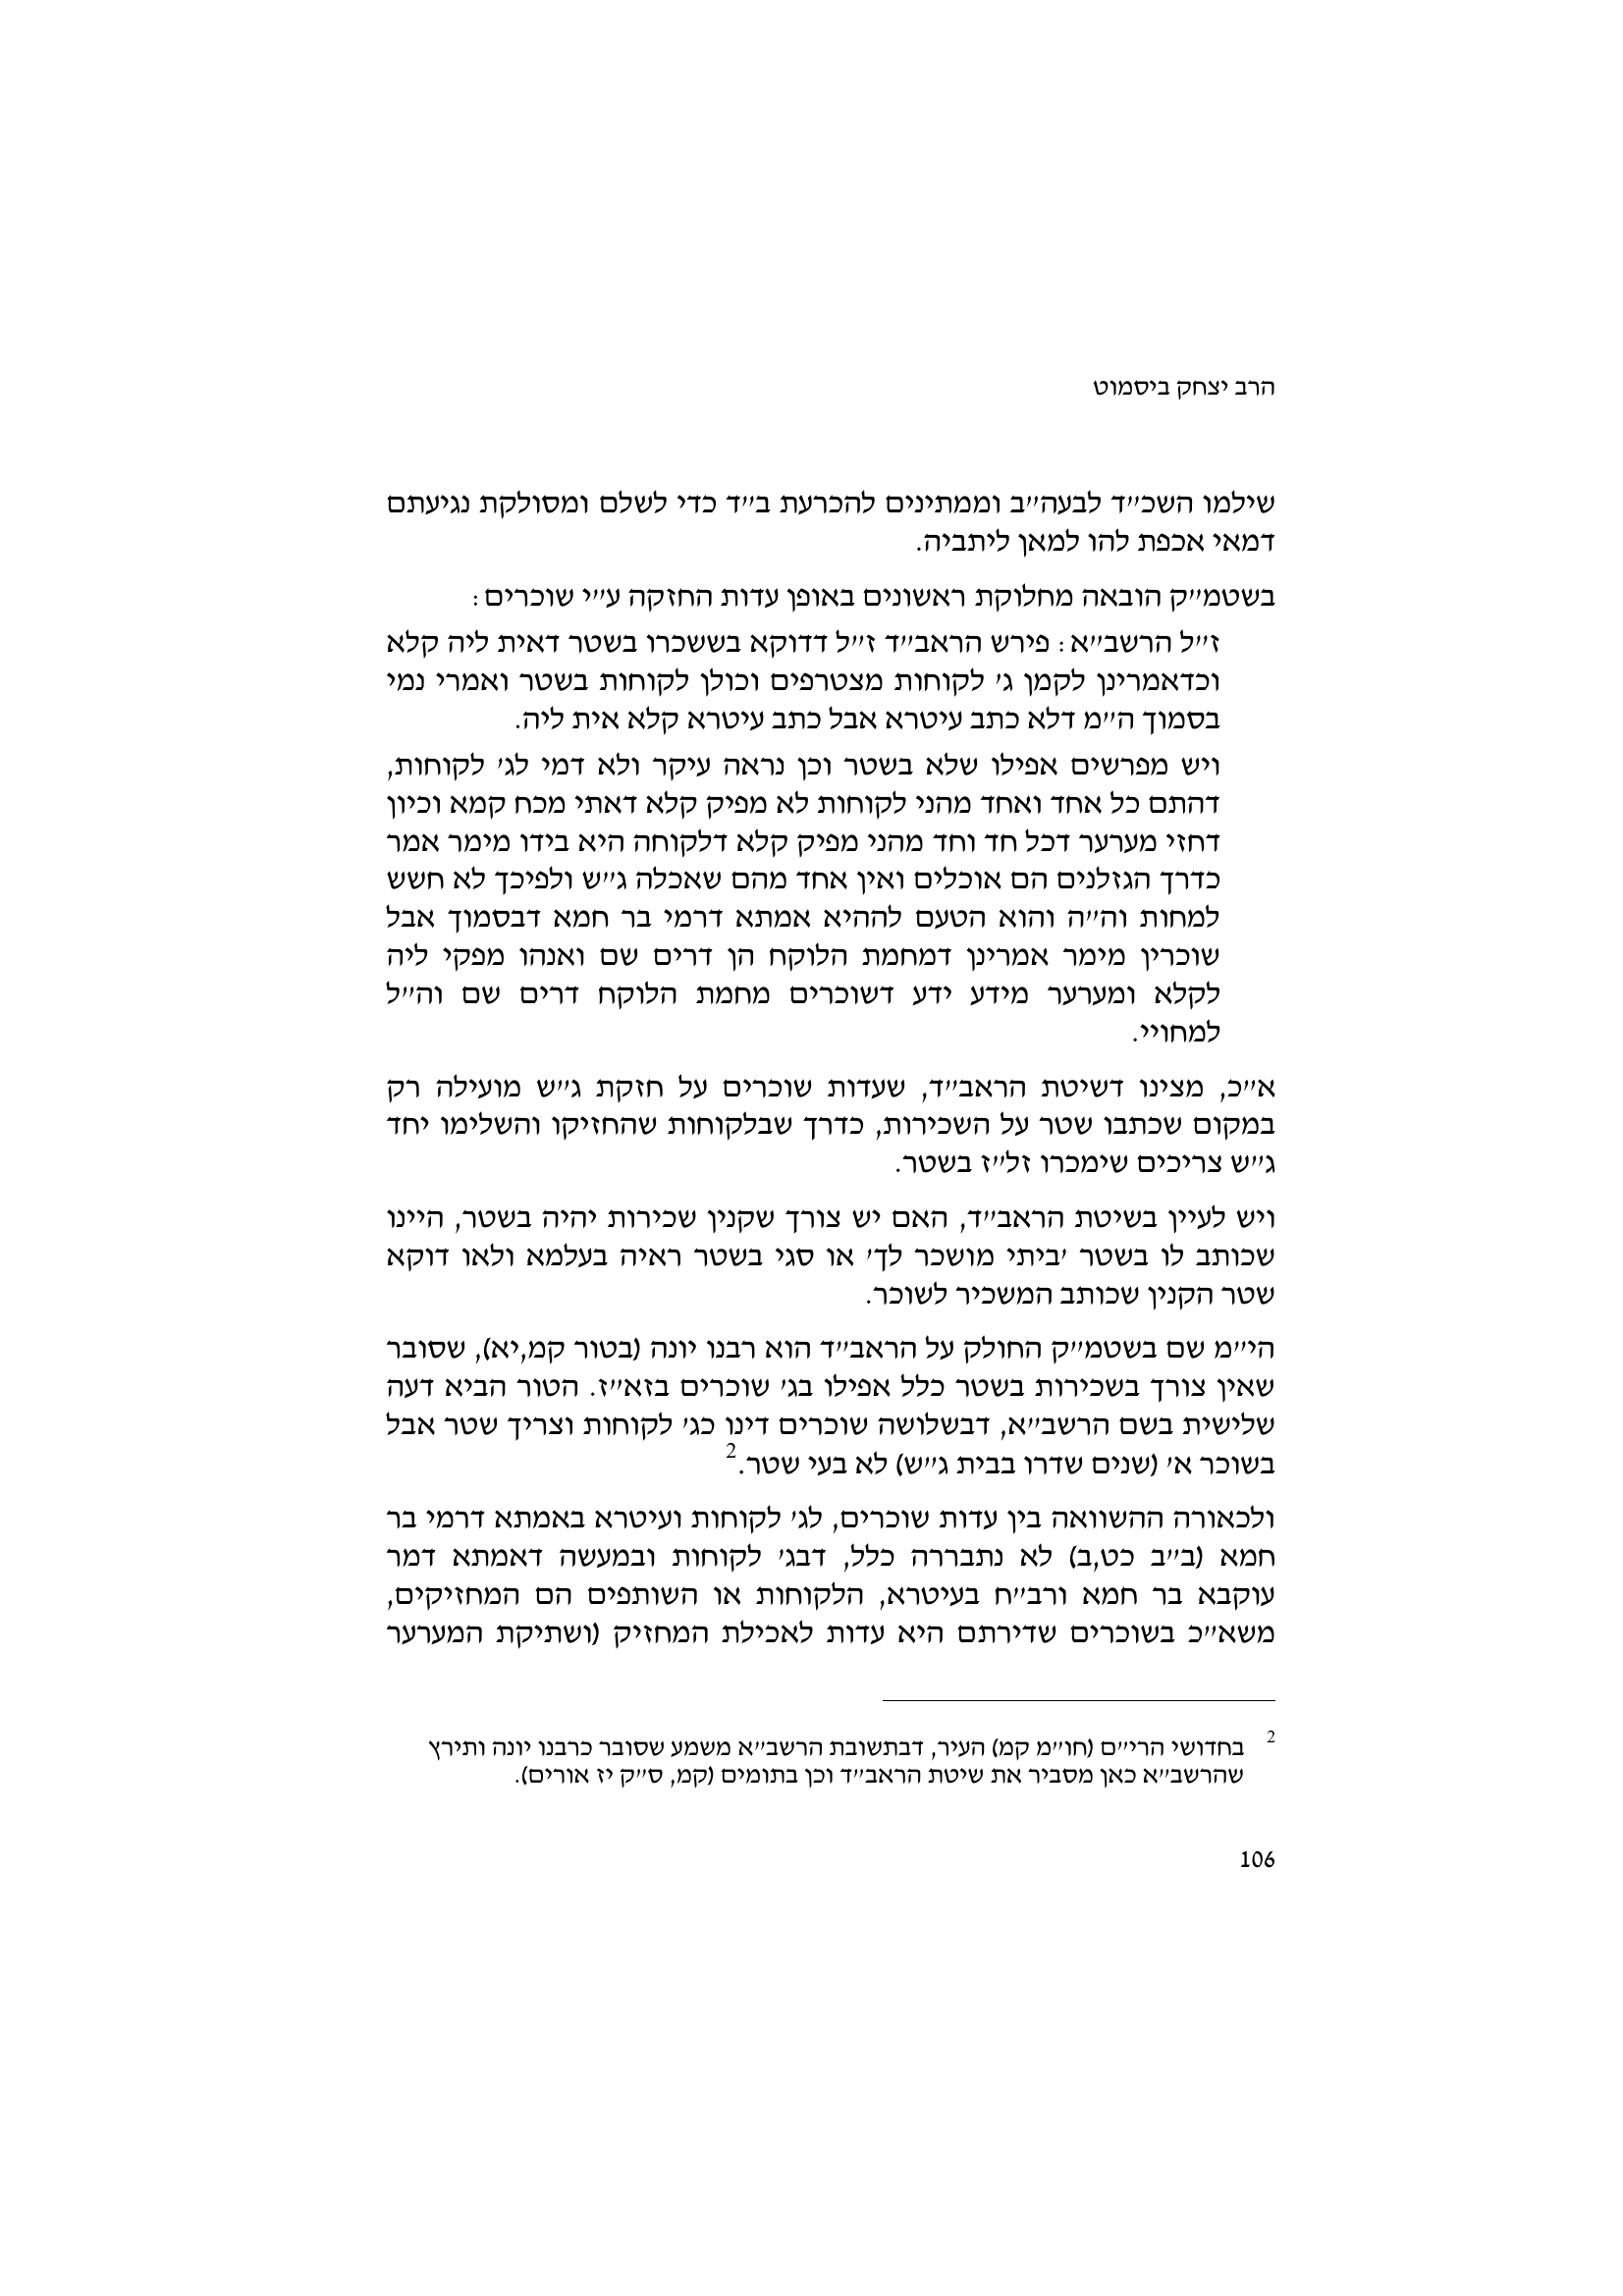 הרב יצחק ביסמוט
שילמו השכ״ד לבעה״ב וממתינים להכרעת ב״ד כדי לשלם ומסולקת נגיעתם
דמאי אכפת להו למאן ליתביה.
בשטמ״ק הובאה מחלוקת ראשונים באופן עדות החזקה ע״י שוכרים:
ז״ל הרשב״א: פירש הראב״ד ז״ל דדוקא בששכרו בשטר דאית ליה קלא
וכדאמרינן לקמן ג׳ לקוחות מצטרפים וכולן לקוחות בשטר ואמרי נמי
בסמוך ה״מ דלא כתב עיטרא אבל כתב עיטרא קלא אית ליה.
ויש מפרשים אפילו שלא בשטר וכן נראה עיקר ולא דמי לג׳ לקוחות,
דהתם כל אחד ואחד מהני לקוחות לא מפיק קלא דאתי מכח קמא וכיון
דחזי מערער דכל חד וחד מהני מפיק קלא דלקוחה היא בידו מימר אמר
כדרך הגזלנים הם אוכלים ואין אחד מהם שאכלה ג״ש ולפיכך לא חשש
למחות וה״ה והוא הטעם לההיא אמתא דרמי בר חמא דבסמוך אבל
שוכרין מימר אמרינן דמחמת הלוקח הן דרים שם ואנהו מפקי ליה
לקלא ומערער מידע ידע דשוכרים מחמת הלוקח דרים שם וה״ל
למחויי.
א״כ, מצינו דשיטת הראב״ד, שעדות שוכרים על חזקת ג״ש מועילה רק
במקום שכתבו שטר על השכירות, כדרך שבלקוחות שהחזיקו והשלימו יחד
ג״ש צריכים שימכרו זל״ז בשטר.
ויש לעיין בשיטת הראב״ד, האם יש צורך שקנין שכירות יהיה בשטר, היינו
שכותב לו בשטר ׳ביתי מושכר לך׳ או סגי בשטר ראיה בעלמא ולאו דוקא
שטר הקנין שכותב המשכיר לשוכר.
הי״מ שם בשטמ״ק החולק על הראב״ד הוא רבנו יונה (בטור קמ,יא), שסובר
שאין צורך בשכירות בשטר כלל אפילו בג׳ שוכרים בזא״ז. הטור הביא דעה
שלישית בשם הרשב״א, דבשלושה שוכרים דינו כג׳ לקוחות וצריך שטר אבל
בשוכר א׳ (שנים שדרו בבית ג״ש) לא בעי שטר.2
ולכאורה ההשוואה בין עדות שוכרים, לג׳ לקוחות ועיטרא באמתא דרמי בר
חמא (ב״ב כט,ב) לא נתבררה כלל, דבג׳ לקוחות ובמעשה דאמתא דמר
עוקבא בר חמא ורב״ח בעיטרא, הלקוחות או השותפים הם המחזיקים,
משא״כ בשוכרים שדירתם היא עדות לאכילת המחזיק (ושתיקת המערער
2 בחדושי הרי״ם (חו״מ קמ) העיר, דבתשובת הרשב״א משמע שסובר כרבנו יונה ותירץ
שהרשב״א כאן מסביר את שיטת הראב״ד וכן בתומים (קמ, ס״ק יז אורים).
106